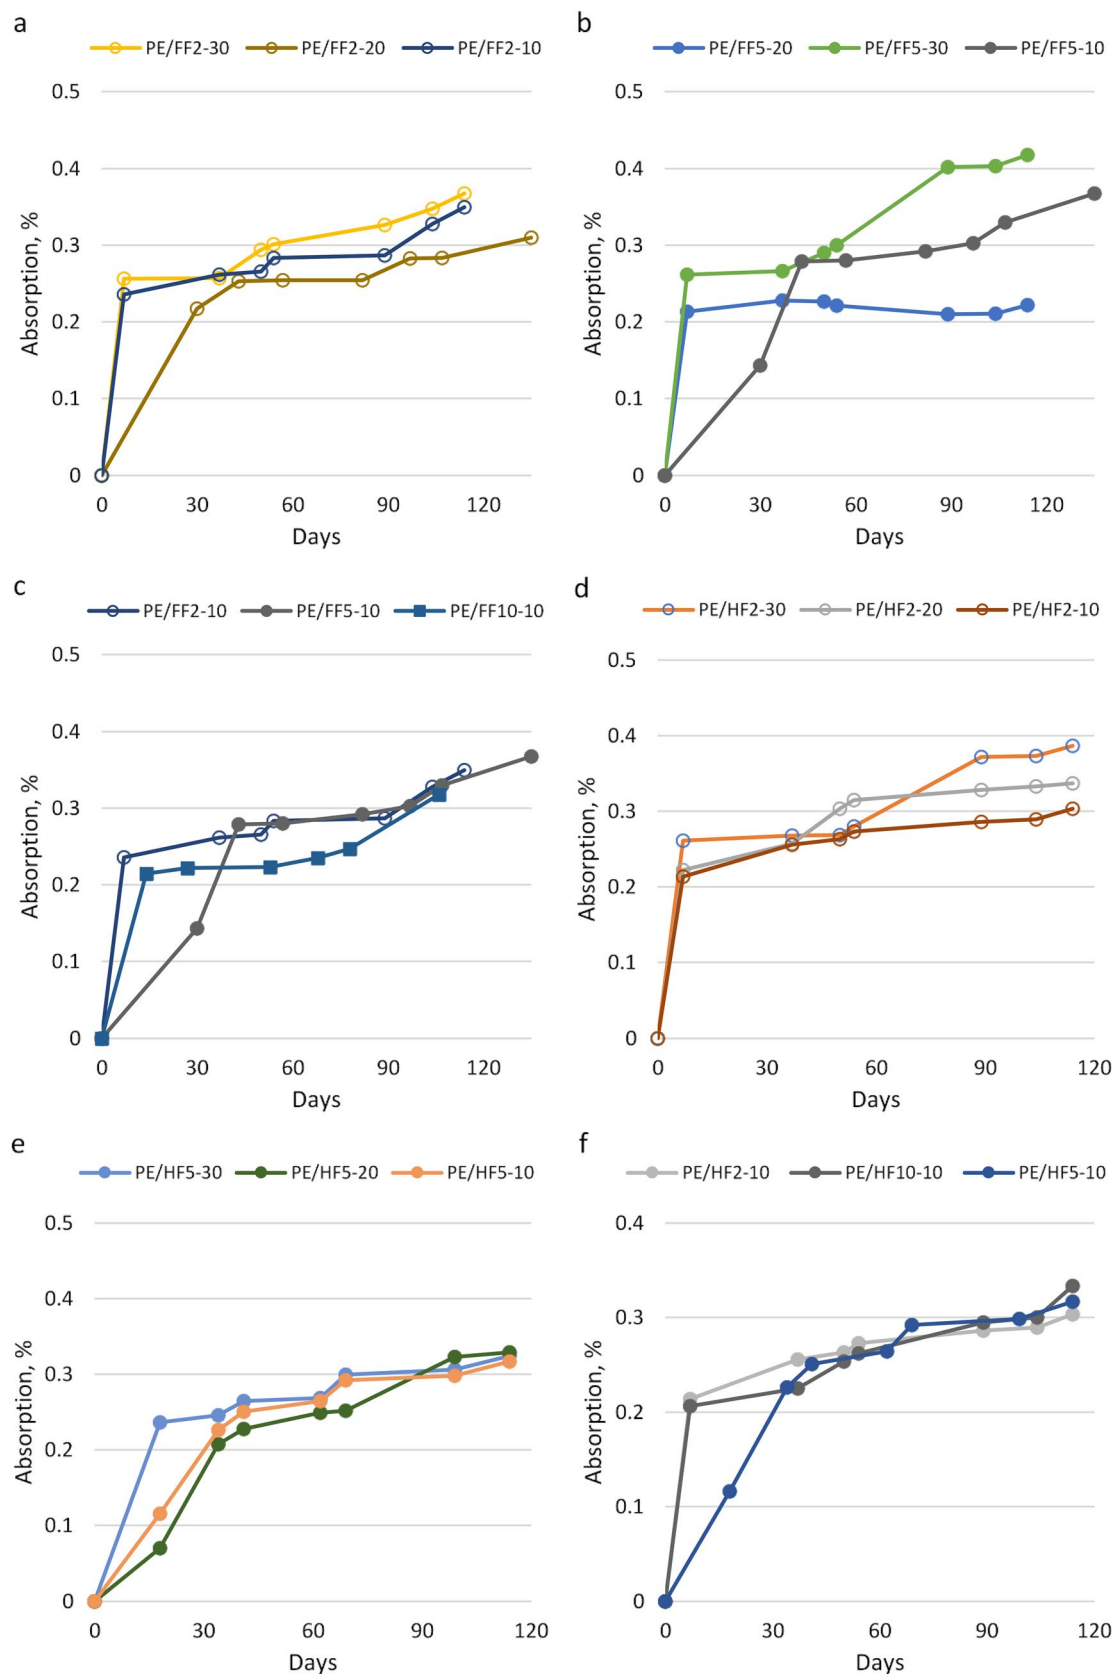 a
PE/FF2-30 PE/FF2-20 PE/FF2-10
0.5
0.4
0.3
0.2
0.1
0
Absorption, %
0 30 60 90 120
Days
b
PE/FF5-20 PE/FF5-30 PE/FF5-10
0.5
0.4
0.3
0.2
0.1
0
Absorption, %
0 30 60 90 120
Days
c
PE/FF2-10 PE/FF5-10 PE/FF10-10
0.5
0.4
0.3
0.2
0.1
0
Absorption, %
0 30 60 90 120
Days
d
PE/HF2-30 PE/HF2-20 PE/HF2-10
0.5
0.4
0.3
0.2
0.1
0
Absorption, %
0 30 60 90 120
Days
e
PE/HF5-30 PE/HF5-20 PE/HF5-10
0.5
0.4
0.3
0.2
0.1
0
Absorption, %
0 30 60 90 120
Days
f
PE/HF2-10 PE/HF10-10 PE/HF5-10
0.4
0.3
0.2
0.1
0
Absorption, %
0 30 60 90 120
Days